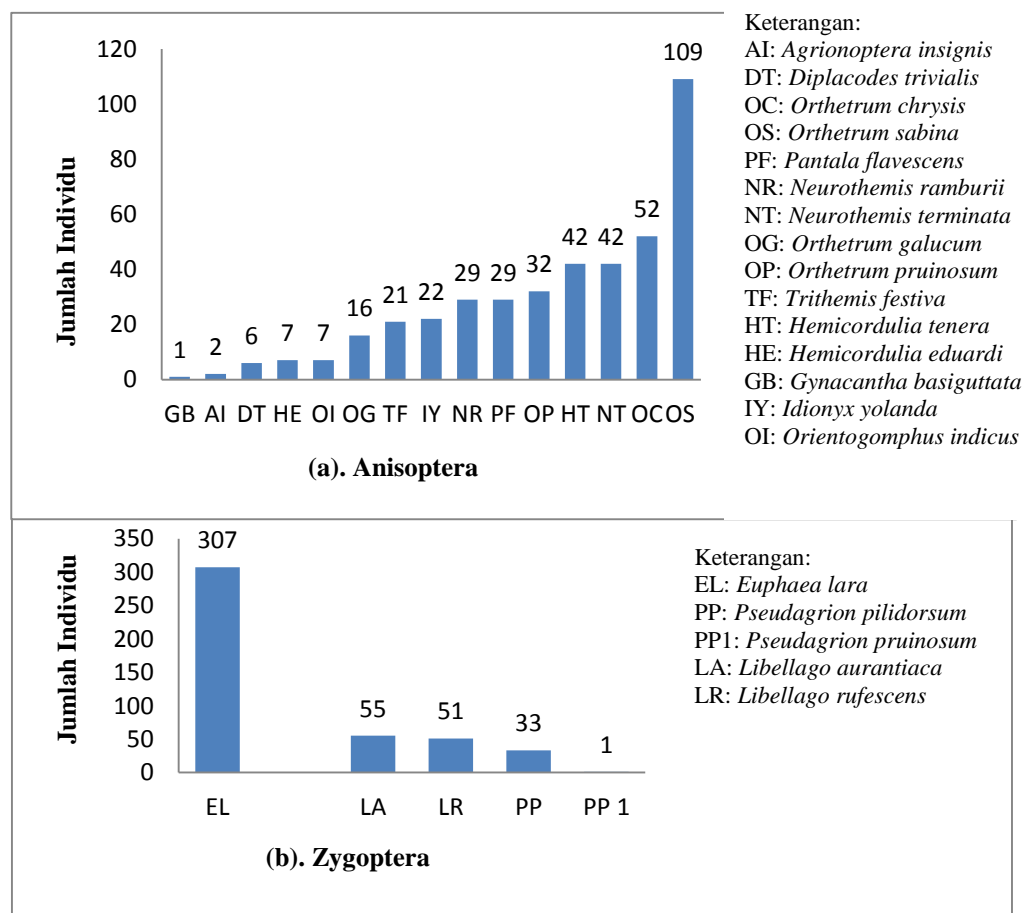 120
100
80
60
40
20
0
Jumlah Individu
1 2 6 7 7 16 21 22 29 29 32 42 42 52 109
GB AI DT HE OI OG TF IY NR PF OP HT NT OC OS
(a). Anisoptera
Keterangan:
AI: Agrionoptera insignis
DT: Diplacodes trivialis
OC: Orthetrum chrysis
OS: Orthetrum sabina
PF: Pantala flavescens
NR: Neurothemis ramburii
NT: Neurothemis terminata
OG: Orthetrum galucum
OP: Orthetrum pruinosum
TF: Trithemis festiva
HT: Hemicordulia tenera
HE: Hemicordulia eduardi
GB: Gynacantha basiguttata
IY: Idionyx yolanda
OI: Orientogomphus indicus
350
300
250
200
150
100
50
0
Jumlah Individu
307 55 51 33 1
EL LA LR PP PP 1
(b). Zygoptera
Keterangan:
EL: Euphaea lara
PP: Pseudagrion pilidorsum
PP1: Pseudagrion pruinosum
LA: Libellago aurantiaca
LR: Libellago rufescens